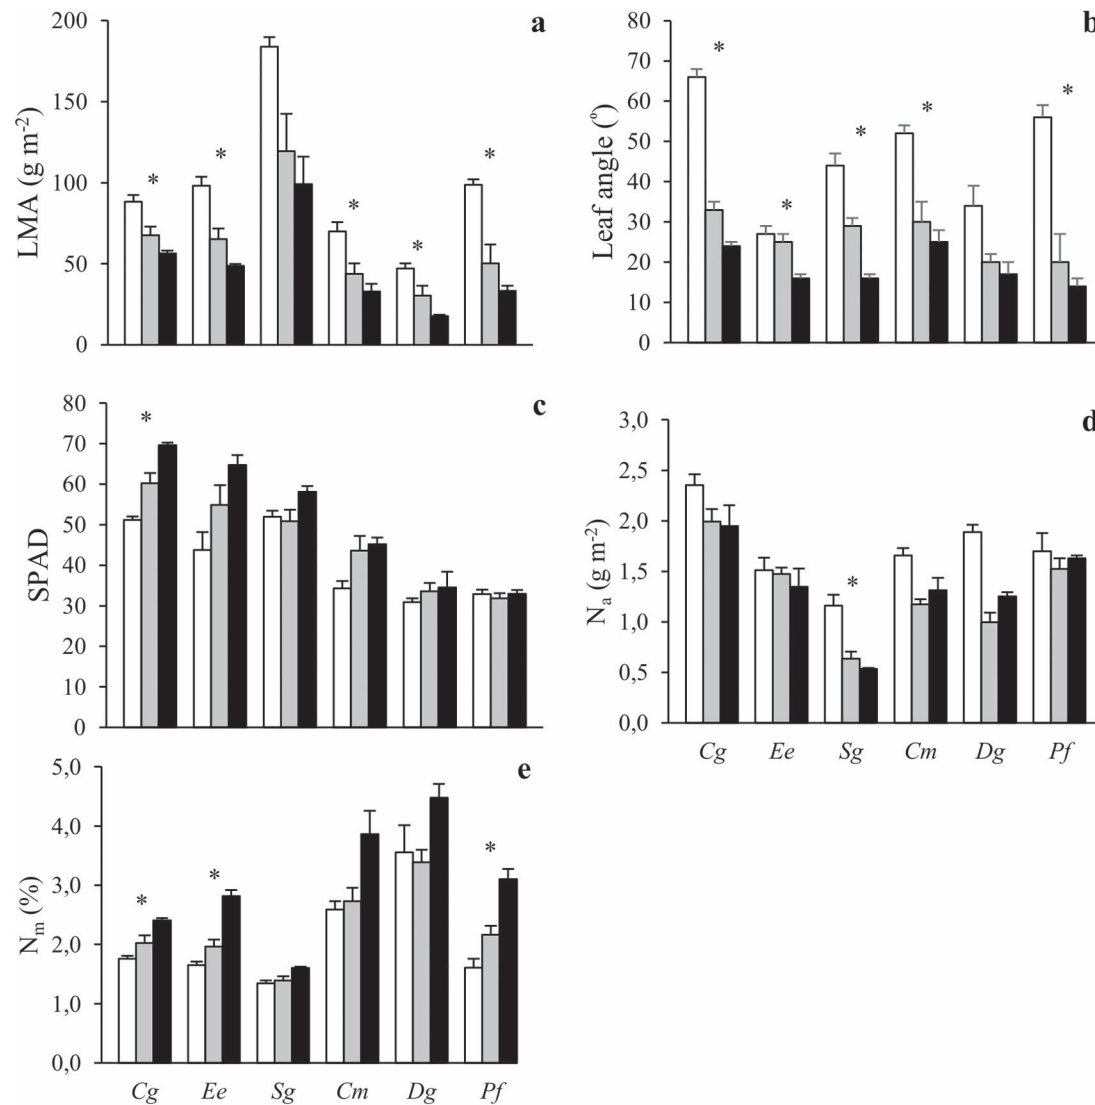 a
LMA (g m⁻²)
200
150
100
50
0
* * * * *
b
Leaf angle (°)
80
70
60
50
40
30
20
10
0
* * * * *
c
SPAD
80
70
60
50
40
30
20
10
0
*
d
Nₐ (g m⁻²)
3,0
2,5
2,0
1,5
1,0
0,5
0,0
*
Cg Ee Sg Cm Dg Pf
e
Nₘ (%)
5,0
4,0
3,0
2,0
1,0
0,0
* * *
Cg Ee Sg Cm Dg Pf